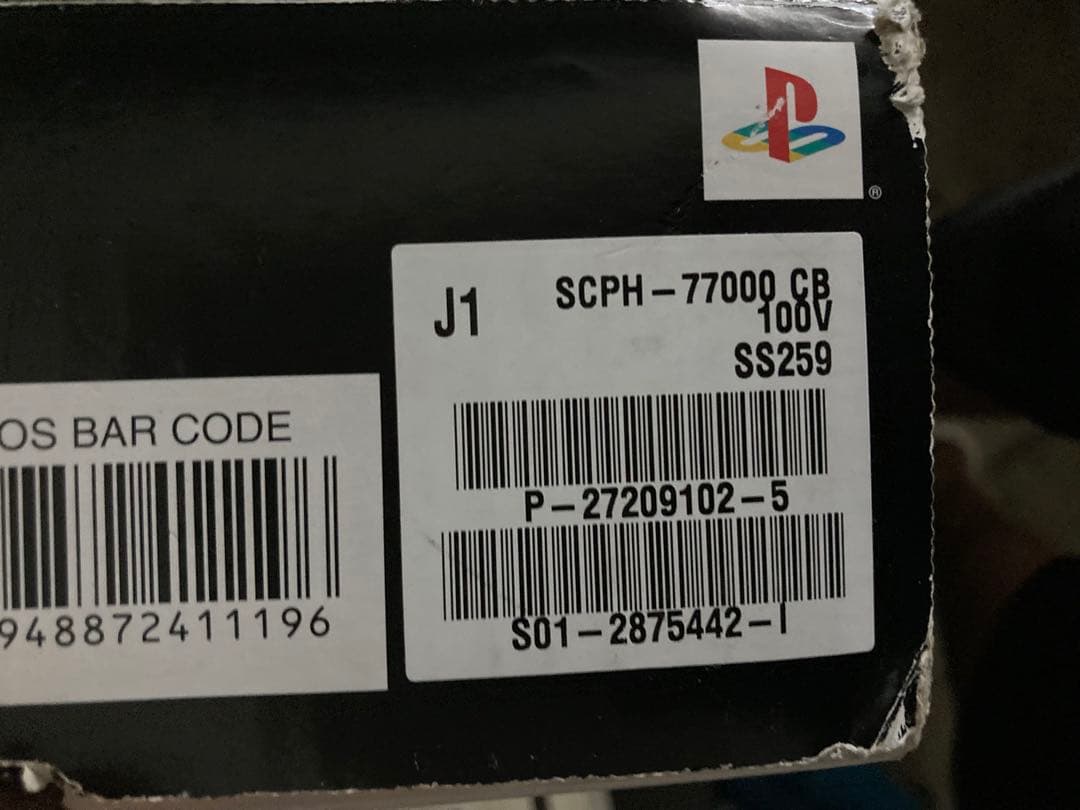 ®
J1
SCPH-77000 CB
100V
SS259
OS BAR CODE
P-27209102-5
948872411196
S01-2875442-I